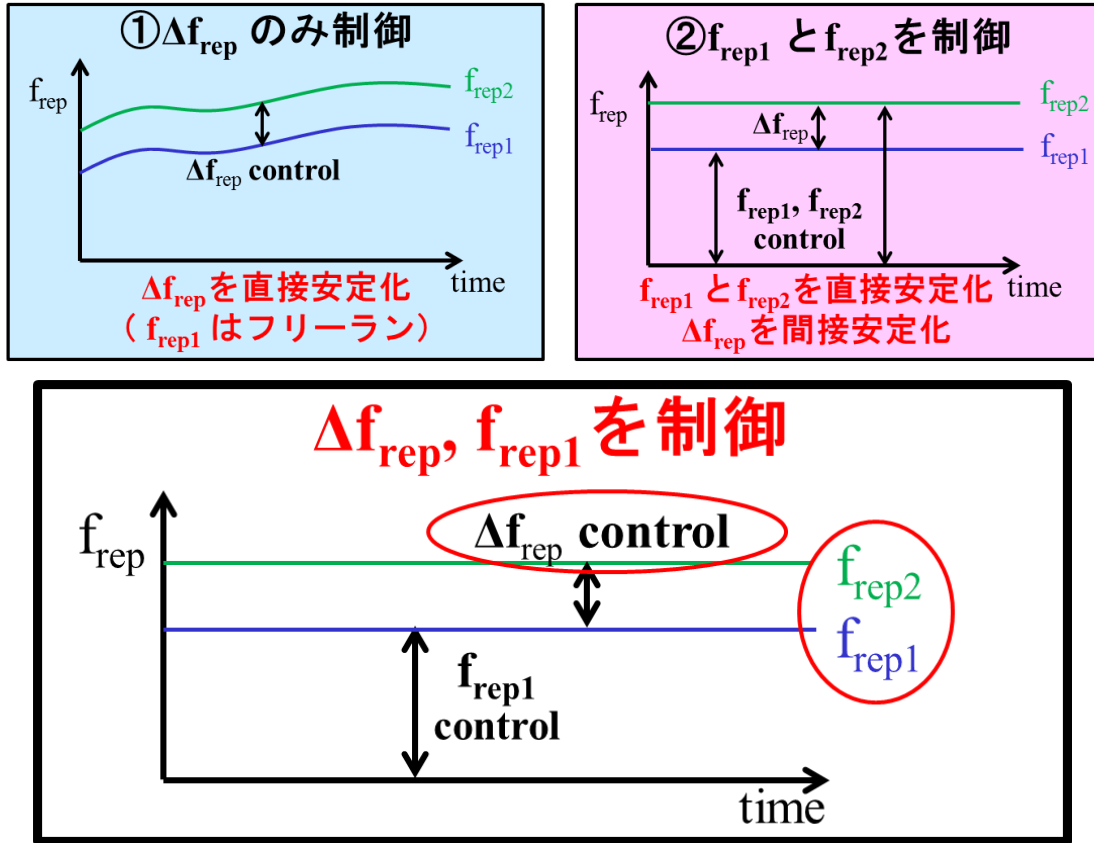 ①Δfrep のみ制御
frep
frep2
frep1
Δfrep control
time
Δfrepを直接安定化
( frep1 はフリーラン)
②frep1 とfrep2を制御
frep
frep2
Δfrep
frep1
frep1, frep2
control
time
frep1 とfrep2を直接安定化
Δfrepを間接安定化
Δfrep, frep1を制御
Δfrep control
frep
frep2
frep1
frep1
control
time